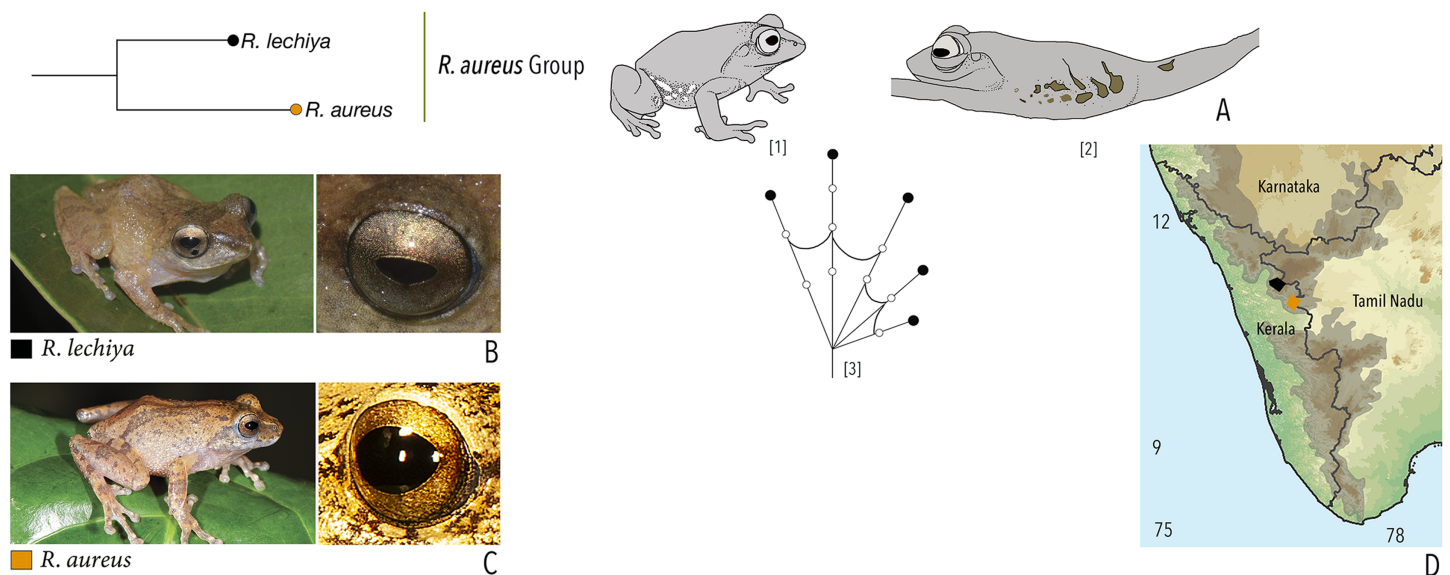 R. lechiya
R. aureus Group
R. aureus
[1]
[2]
A
[3]
R. lechiya
B
R. aureus
C
Karnataka
12
Tamil Nadu
Kerala
9
75
78
D